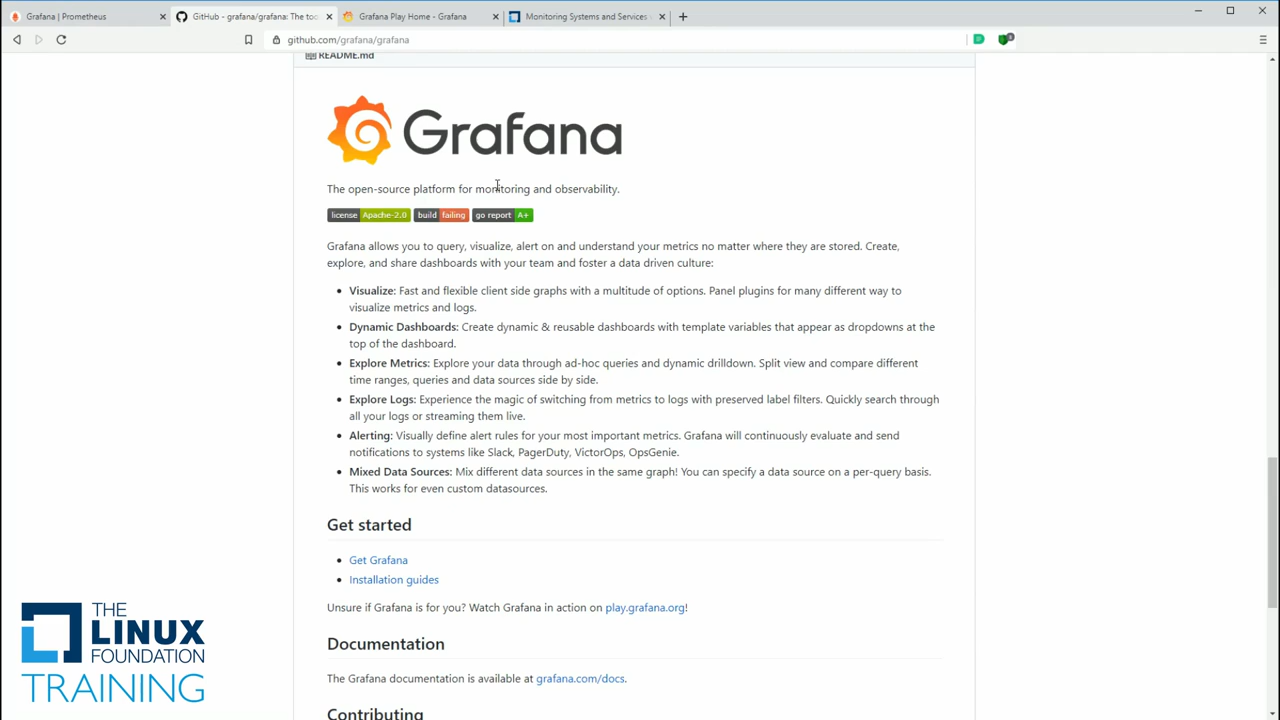 Grafana | Prometheus
GitHub - grafana/grafana: The too
Grafana Play Home - Grafana
Monitoring Systems and Services
github.com/grafana/grafana
README.md
Grafana
The open-source platform for monitoring and observability.
license Apache-2.0 build failing go report A+
Grafana allows you to query, visualize, alert on and understand your metrics no matter where they are stored. Create,
explore, and share dashboards with your team and foster a data driven culture:
• Visualize: Fast and flexible client side graphs with a multitude of options. Panel plugins for many different way to
visualize metrics and logs.
• Dynamic Dashboards: Create dynamic & reusable dashboards with template variables that appear as dropdowns at the
top of the dashboard.
• Explore Metrics: Explore your data through ad-hoc queries and dynamic drilldown. Split view and compare different
time ranges, queries and data sources side by side.
• Explore Logs: Experience the magic of switching from metrics to logs with preserved label filters. Quickly search through
all your logs or streaming them live.
• Alerting: Visually define alert rules for your most important metrics. Grafana will continuously evaluate and send
notifications to systems like Slack, PagerDuty, VictorOps, OpsGenie.
• Mixed Data Sources: Mix different data sources in the same graph! You can specify a data source on a per-query basis.
This works for even custom datasources.
Get started
• Get Grafana
• Installation guides
Unsure if Grafana is for you? Watch Grafana in action on play.grafana.org!
Documentation
The Grafana documentation is available at grafana.com/docs.
Contributing
THE
LINUX
FOUNDATION
TRAINING